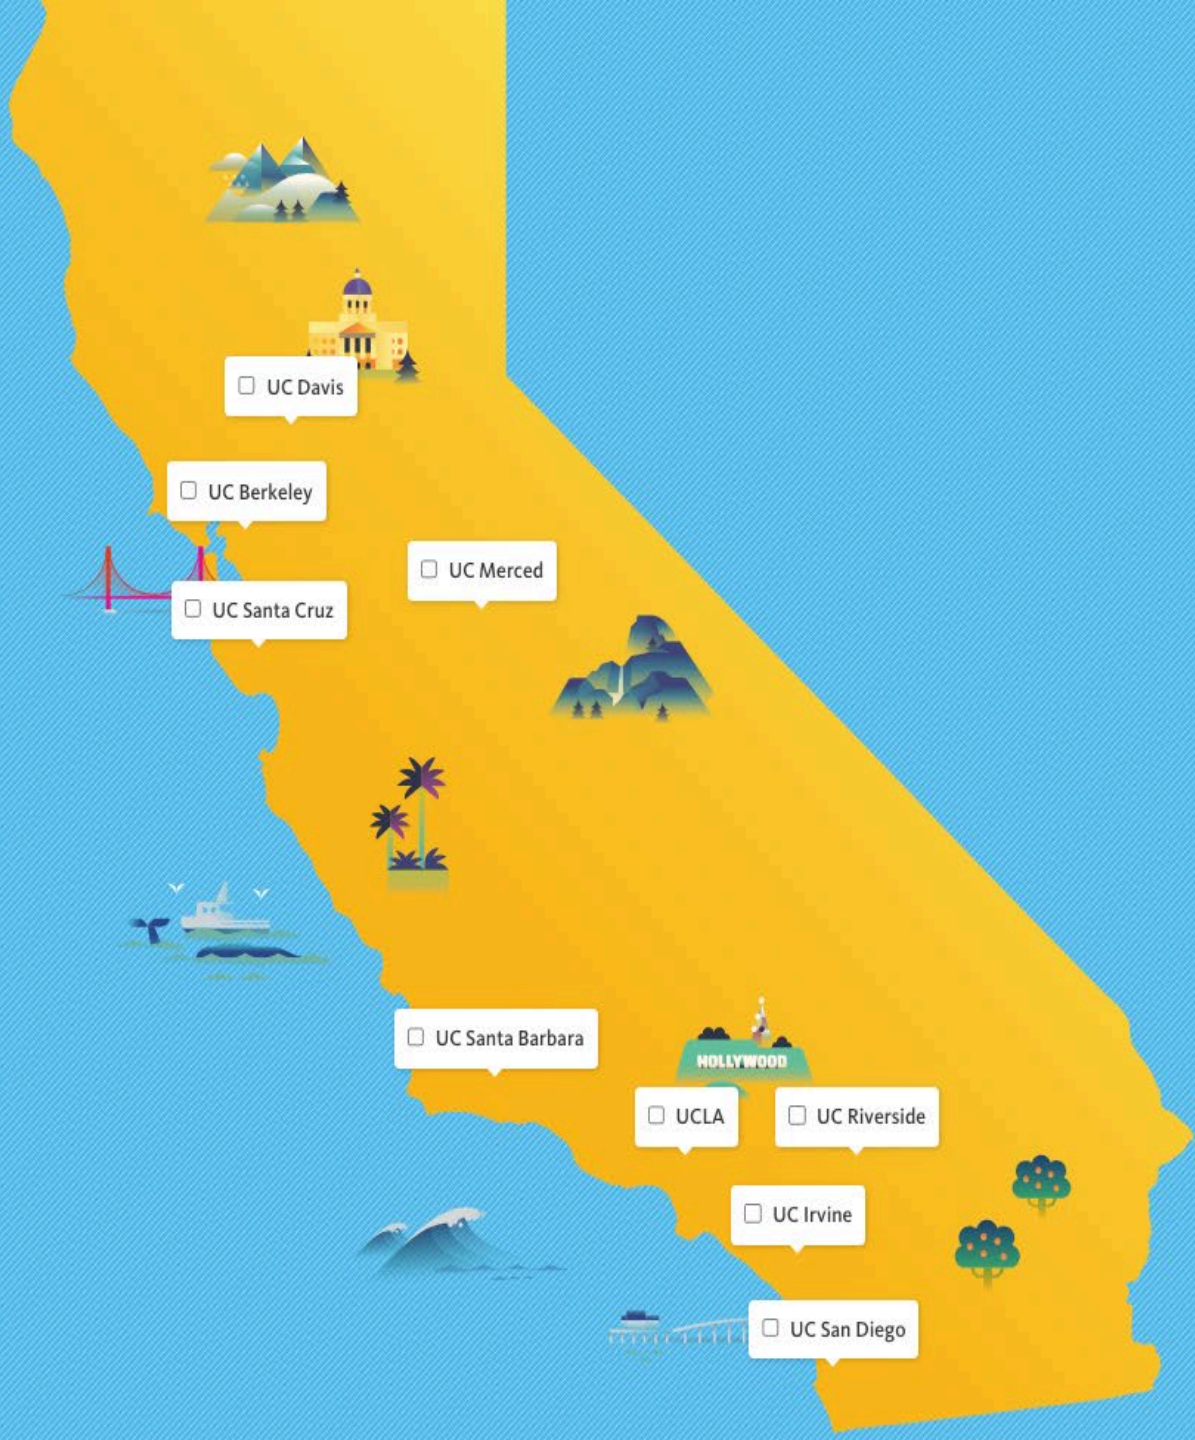 UC Davis
UC Berkeley
UC Merced
UC Santa Cruz
UC Santa Barbara
HOLLYWOOD
UCLA
UC Riverside
UC Irvine
UC San Diego